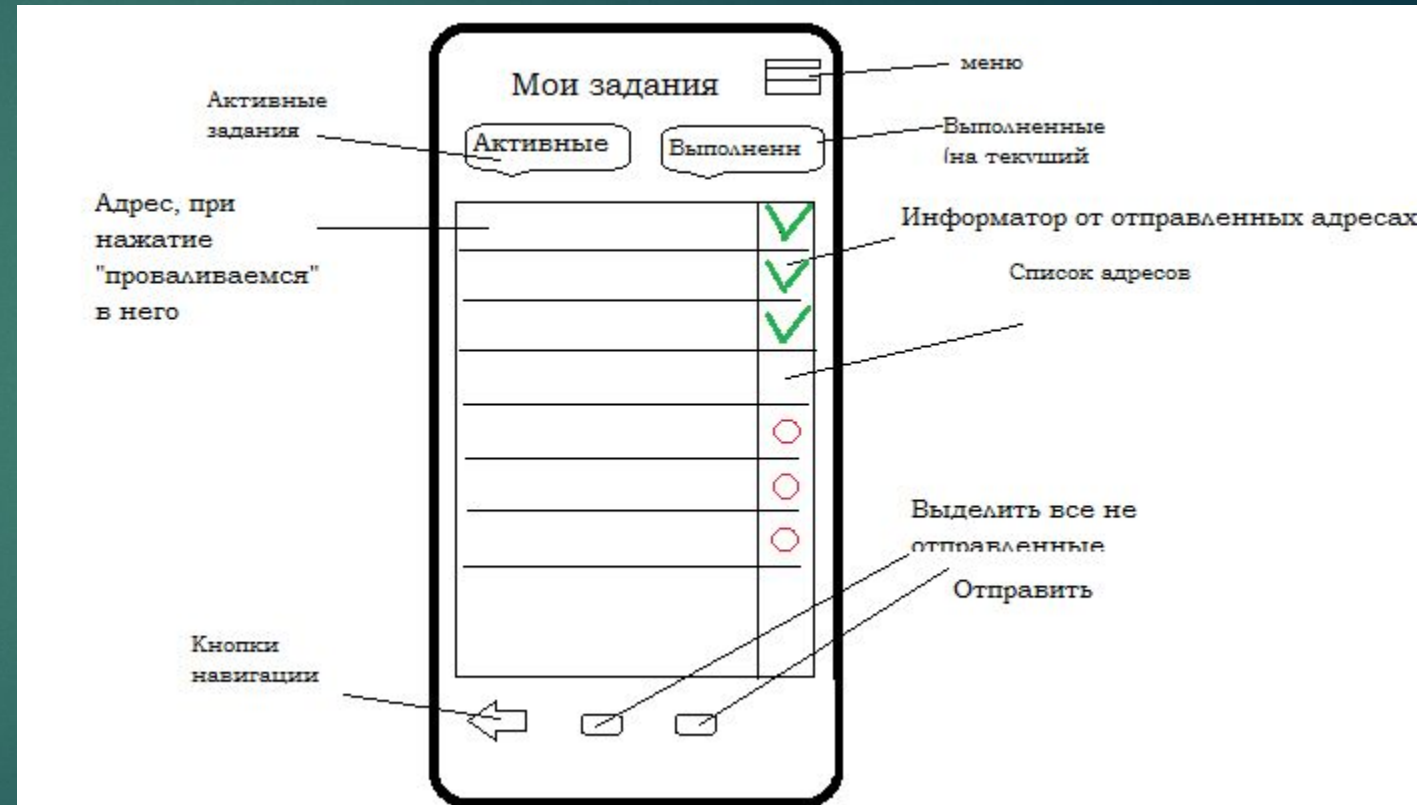 Мои задания
меню
Активные
задания
Активные
Выполненн
Выполненные
(на текуший
Адрес, при
нажатие
"проваливаемся"
в него
Информатор от отправленных адресах
Список адресов
Выделить все не
отправленные
Отправить
Кнопки
навигации